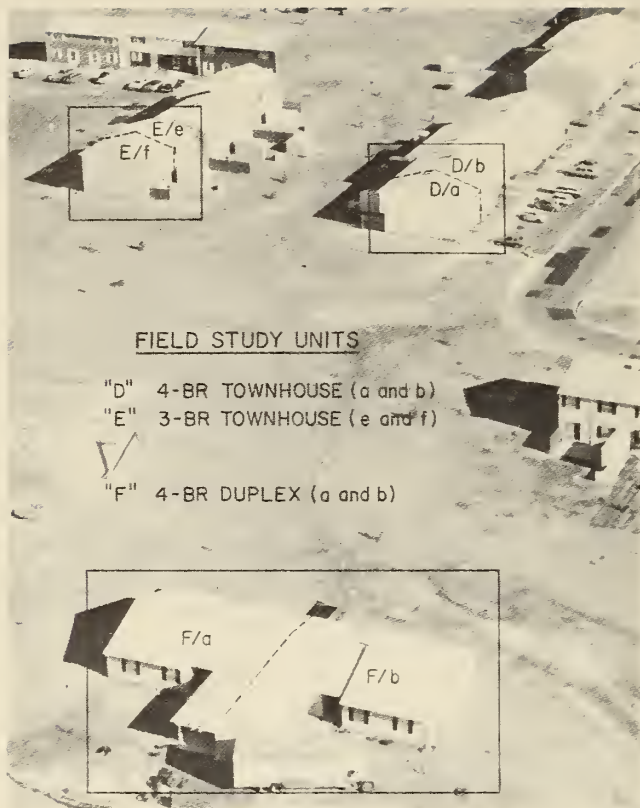 E/e
E/f
D/b
D/a
FIELD STUDY UNITS
"D" 4-BR TOWNHOUSE (a and b)
"E" 3-BR TOWNHOUSE (e and f)
"F" 4-BR DUPLEX (a and b)
F/a
F/b